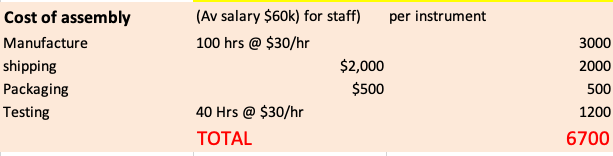 Cost of assembly (Av salary $60k) for staff) per instrument
Manufacture 100 hrs @ $30/hr 3000
shipping $2,000 2000
Packaging $500 500
Testing 40 Hrs @ $30/hr 1200
TOTAL 6700